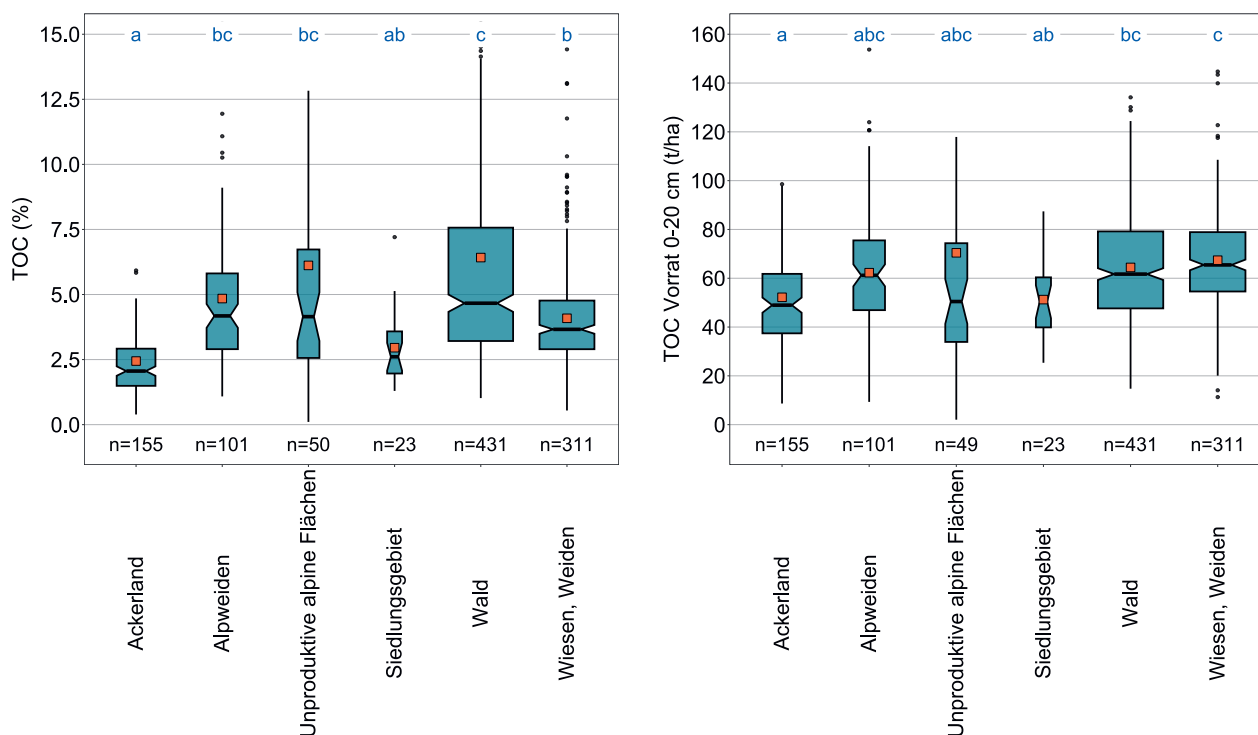 TOC (%)
15.0
12.5
10.0
7.5
5.0
2.5
0.0
a bc bc ab c b
n=155 n=101 n=50 n=23 n=431 n=311
Ackerland
Alpweiden
Unproduktive alpine Flächen
Siedlungsgebiet
Wald
Wiesen, Weiden
TOC Vorrat 0-20 cm (t/ha)
160
140
120
100
80
60
40
20
0
a abc abc ab bc c
n=155 n=101 n=49 n=23 n=431 n=311
Ackerland
Alpweiden
Unproduktive alpine Flächen
Siedlungsgebiet
Wald
Wiesen, Weiden